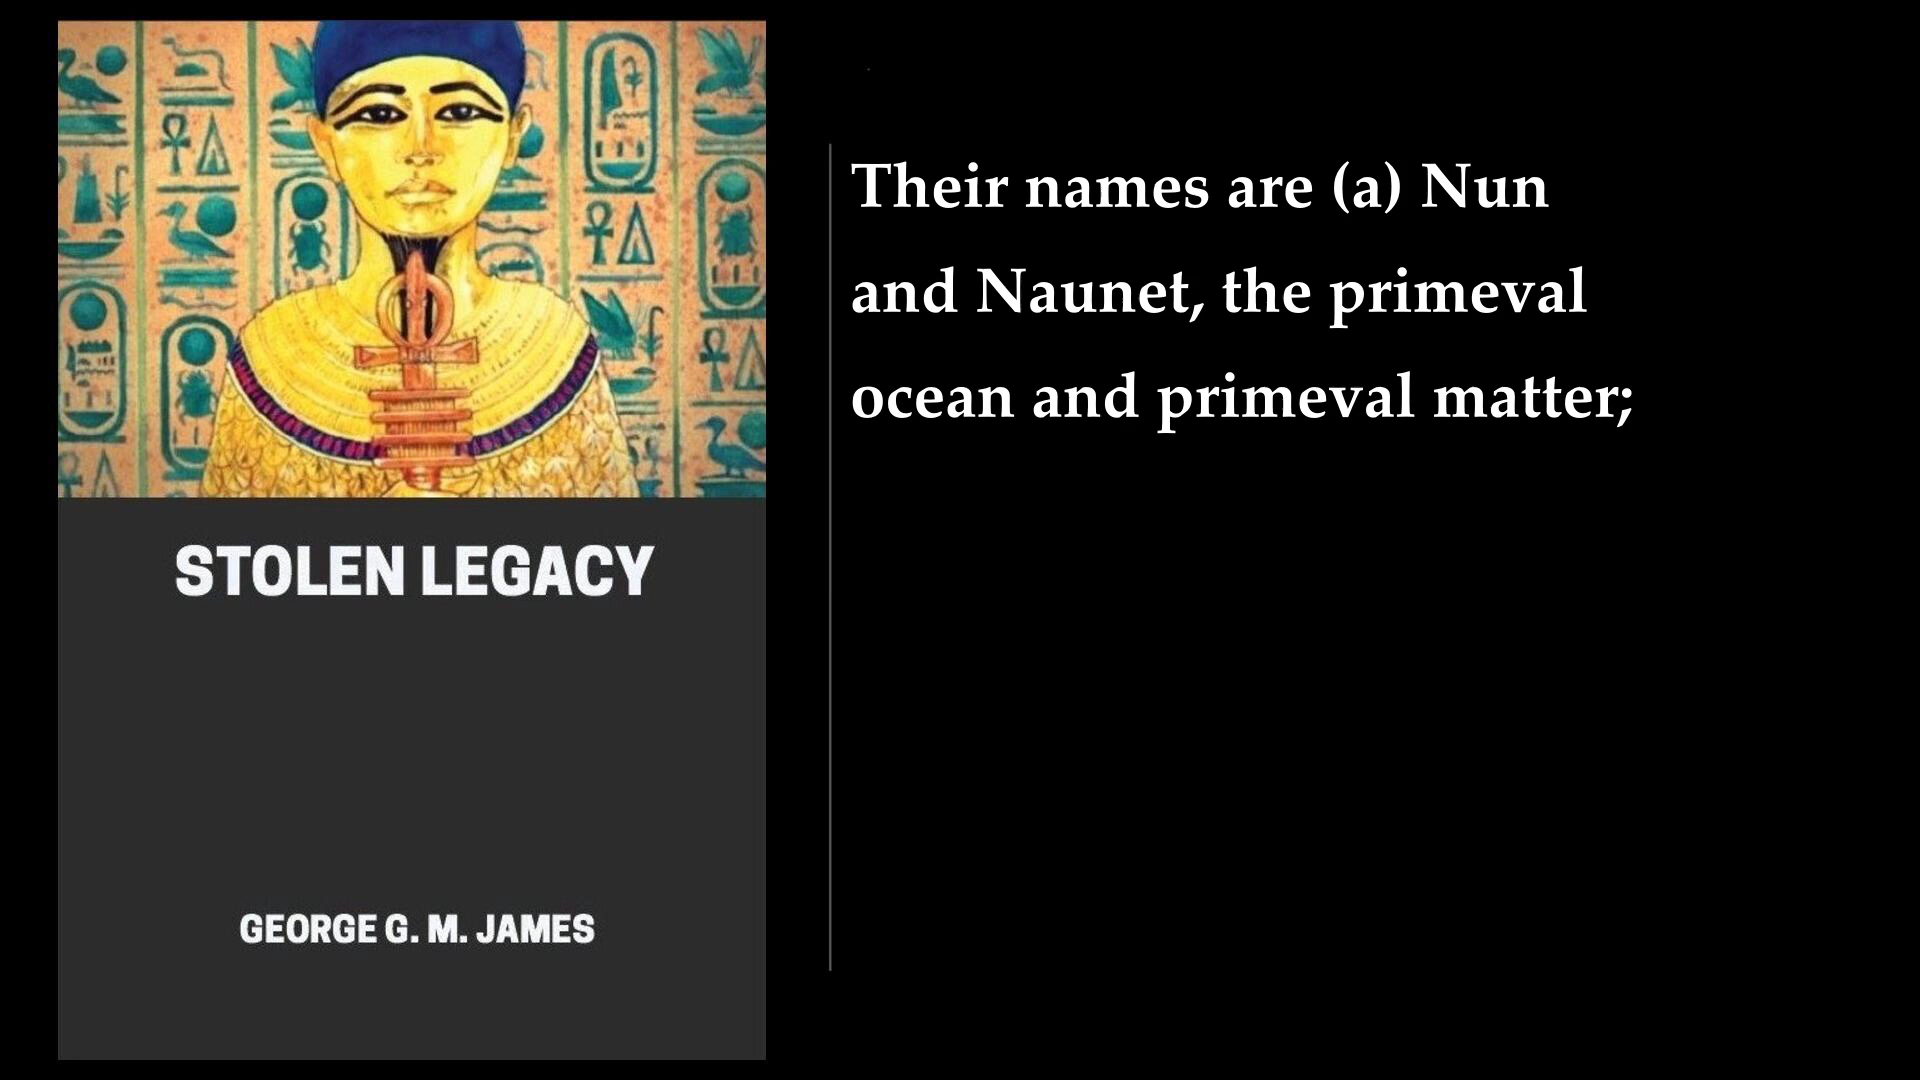 STOLEN LEGACY
GEORGE G. M. JAMES
Their names are (a) Nun
and Naunet, the primeval
ocean and primeval matter;